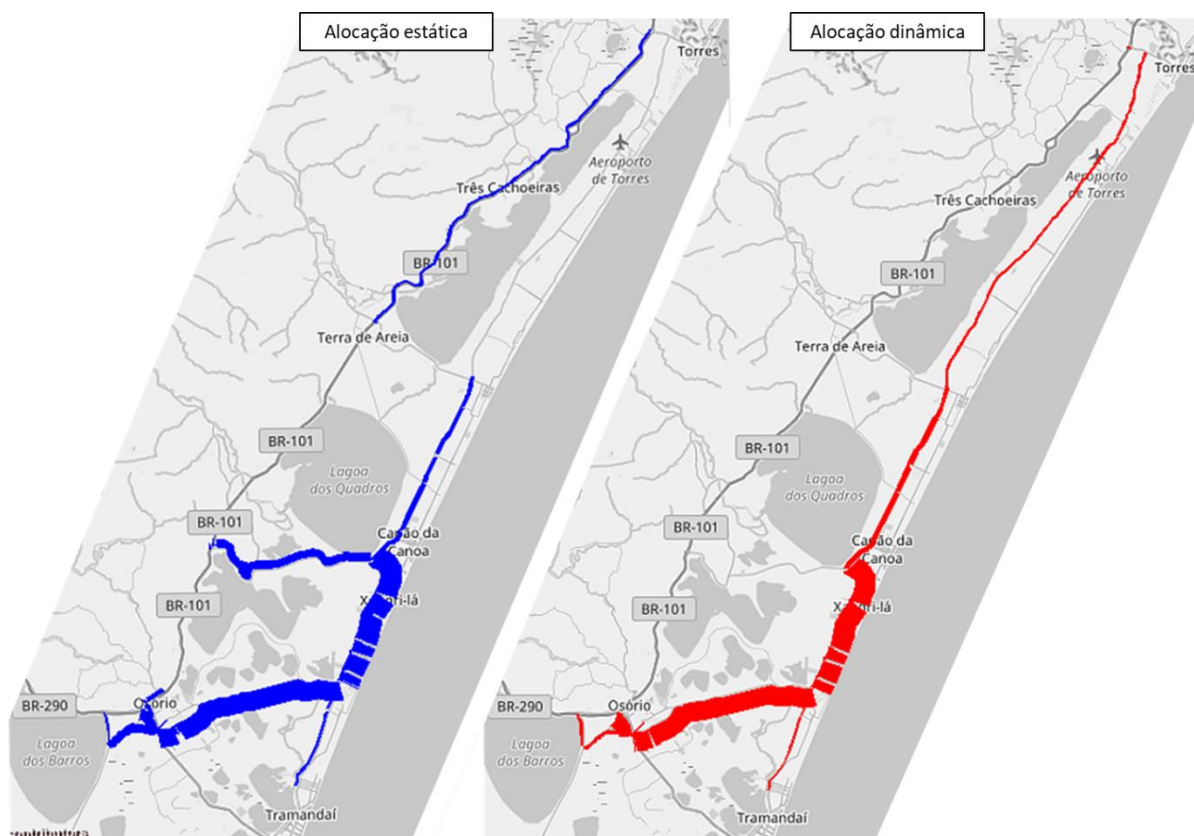 Alocação estática
Torres
Aeroporto
de Torres
Três Cachoeiras
BR-101
Terra de Areia
BR-101
Lagoa
dos Quadros
BR-101
Capão da
Canoa
BR-101
Osório
BR-290
Lagoa
dos Barros
Tramandaí
Alocação dinâmica
Torres
Aeroporto
de Torres
Três Cachoeiras
BR-101
Terra de Areia
BR-101
Lagoa
dos Quadros
BR-101
Capão da
Canoa
BR-101
Osório
BR-290
Lagoa
dos Barros
Tramandaí